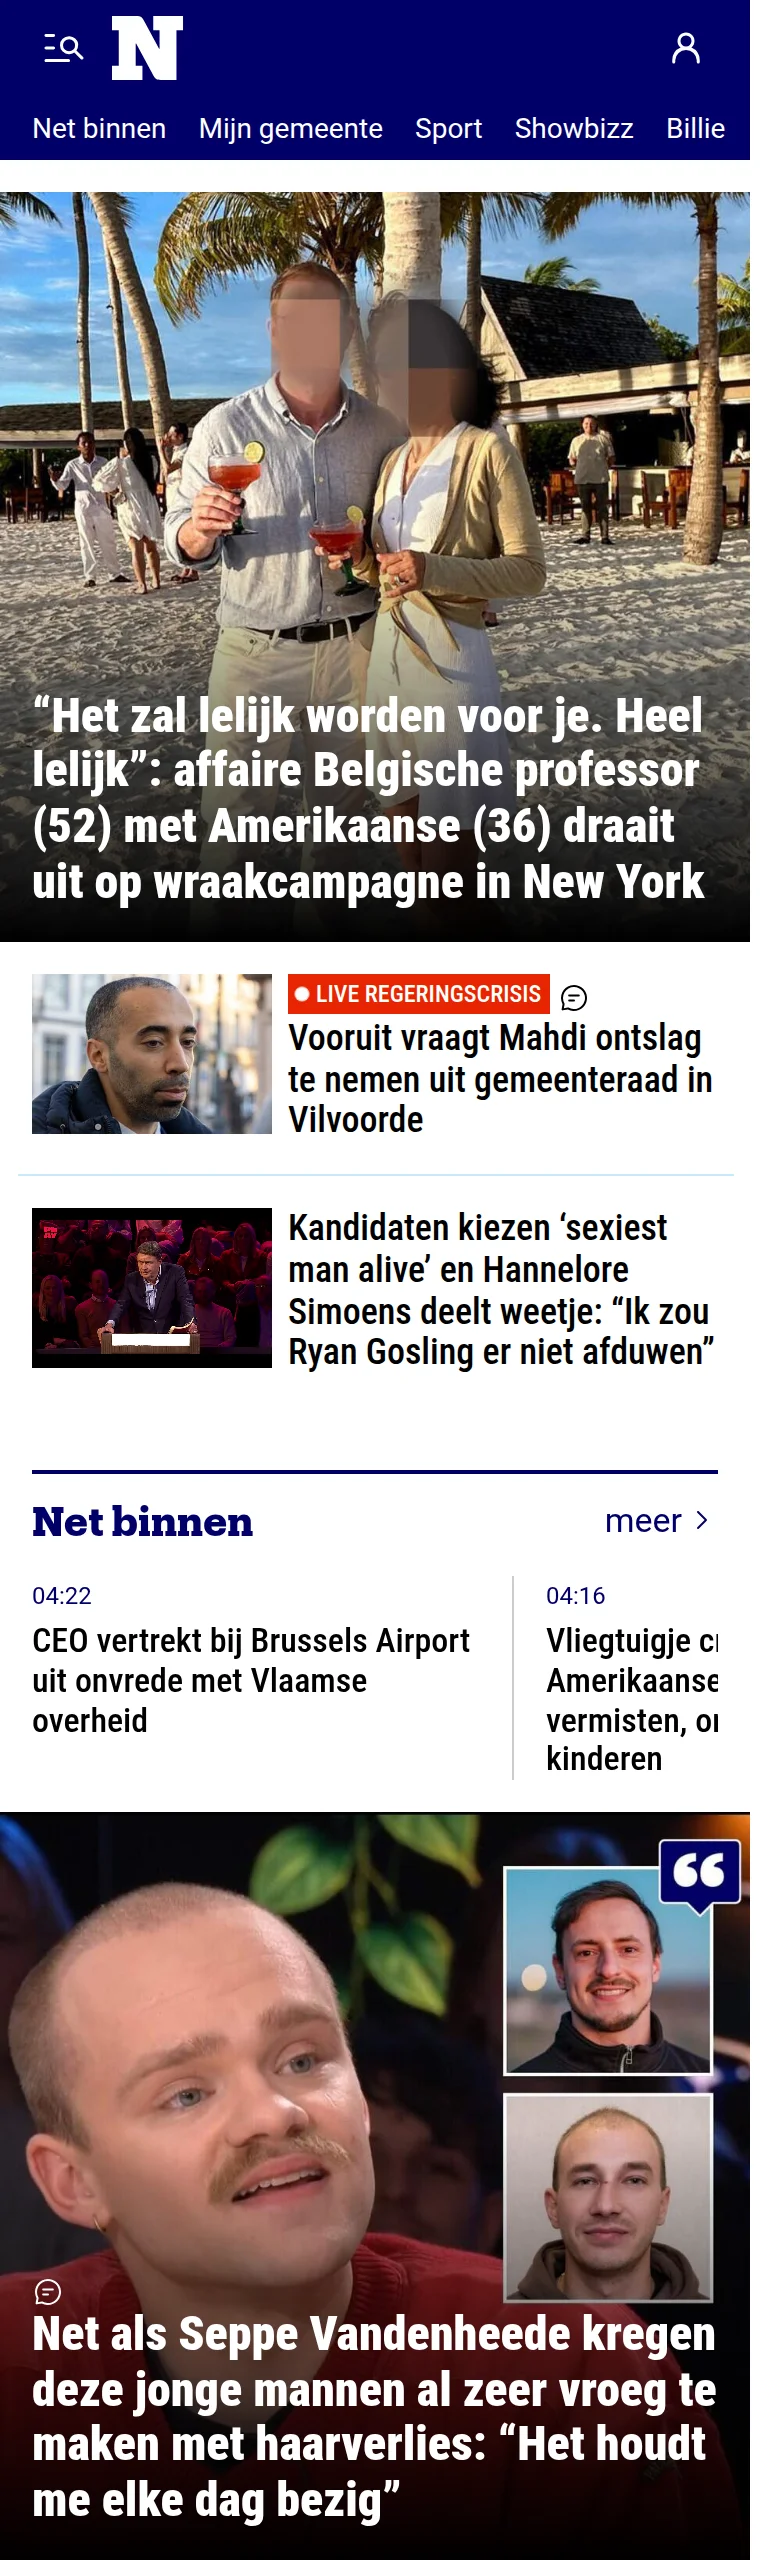 N
Net binnen Mijn gemeente Sport Showbizz Billie
“Het zal lelijk worden voor je. Heel
lelijk”: affaire Belgische professor
(52) met Amerikaanse (36) draait
uit op wraakcampagne in New York
LIVE REGERINGSCRISIS
Vooruit vraagt Mahdi ontslag
te nemen uit gemeenteraad in
Vilvoorde
Kandidaten kiezen ‘sexiest
man alive’ en Hannelore
Simoens deelt weetje: “Ik zou
Ryan Gosling er niet afduwen”
Net binnen
meer
04:22
CEO vertrekt bij Brussels Airport
uit onvrede met Vlaamse
overheid
04:16
Vliegtuigje
Amerikaanse
vermisten,
kinderen
Net als Seppe Vandenheede kregen
deze jonge mannen al zeer vroeg te
maken met haarverlies: “Het houdt
me elke dag bezig”